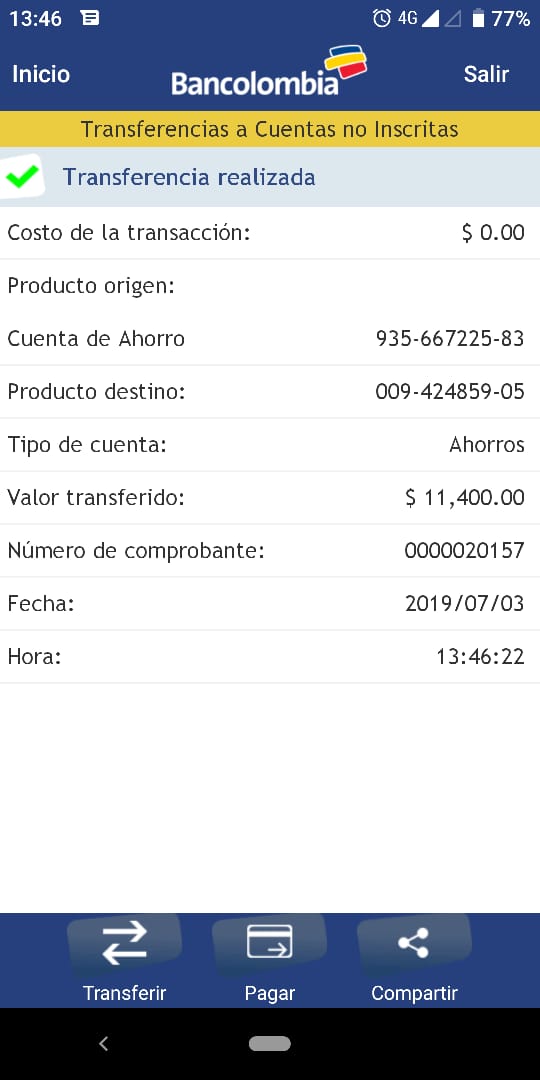 13:46 4G 77%
Inicio Bancolombia Salir
Transferencias a Cuentas no Inscritas
Transferencia realizada
Costo de la transacción: $ 0.00
Producto origen:
Cuenta de Ahorro 935-667225-83
Producto destino: 009-424859-05
Tipo de cuenta: Ahorros
Valor transferido: $ 11,400.00
Número de comprobante: 0000020157
Fecha: 2019/07/03
Hora: 13:46:22
Transferir Pagar Compartir